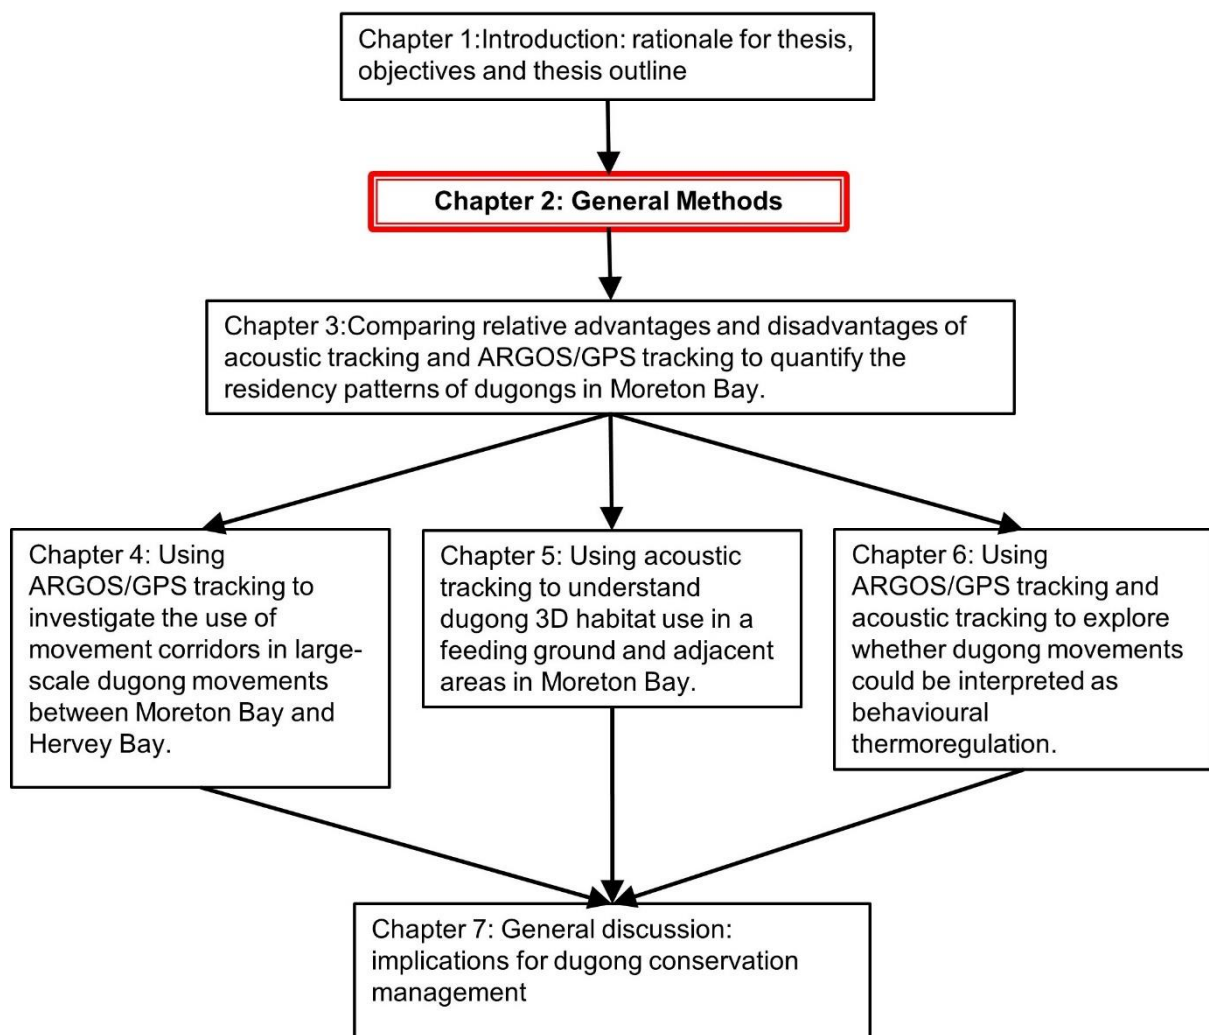 Chapter 1:Introduction: rationale for thesis,
objectives and thesis outline
Chapter 2: General Methods
Chapter 3:Comparing relative advantages and disadvantages of
acoustic tracking and ARGOS/GPS tracking to quantify the
residency patterns of dugongs in Moreton Bay.
Chapter 4: Using
ARGOS/GPS tracking to
investigate the use of
movement corridors in large-
scale dugong movements
between Moreton Bay and
Hervey Bay.
Chapter 5: Using acoustic
tracking to understand
dugong 3D habitat use in a
feeding ground and adjacent
areas in Moreton Bay.
Chapter 6: Using
ARGOS/GPS tracking and
acoustic tracking to explore
whether dugong movements
could be interpreted as
behavioural
thermoregulation.
Chapter 7: General discussion:
implications for dugong conservation
management